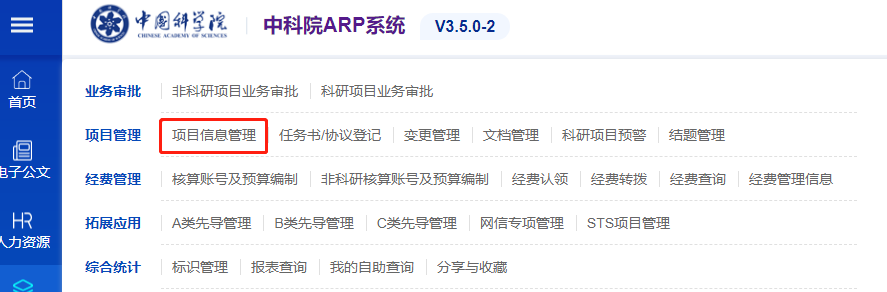 中国科学院 中科院ARP系统 V3.5.0-2
CHINESE ACADEMY OF SCIENCES
首页
电子公文
HR
人力资源
业务审批 非科研项目业务审批 科研项目业务审批
项目管理 项目信息管理 任务书/协议登记 变更管理 文档管理 科研项目预警 结题管理
经费管理 核算账号及预算编制 非科研核算账号及预算编制 经费认领 经费转拨 经费查询 经费管理信息
拓展应用 A类先导管理 B类先导管理 C类先导管理 网信专项管理 STS项目管理
综合统计 标识管理 报表查询 我的自助查询 分享与收藏